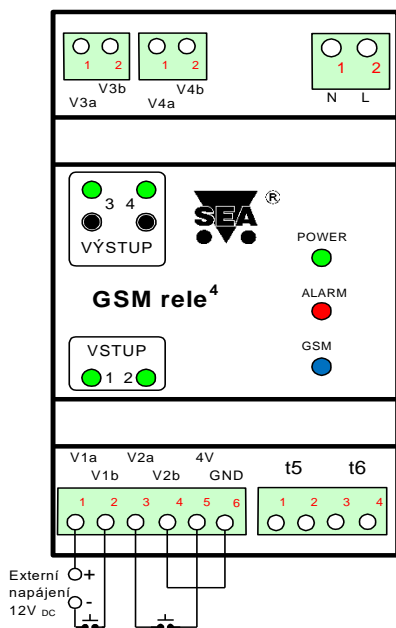 1 2 1 2 1 2
V3b V4b
V3a V4a N L
3 4
VÝSTUP
SEA ®
POWER
GSM rele⁴
ALARM
VSTUP
1 2
GSM
V1a V2a 4V
V1b V2b GND
t5 t6
1 2 3 4 5 6 1 2 3 4
Externí +
napájení
12V DC -